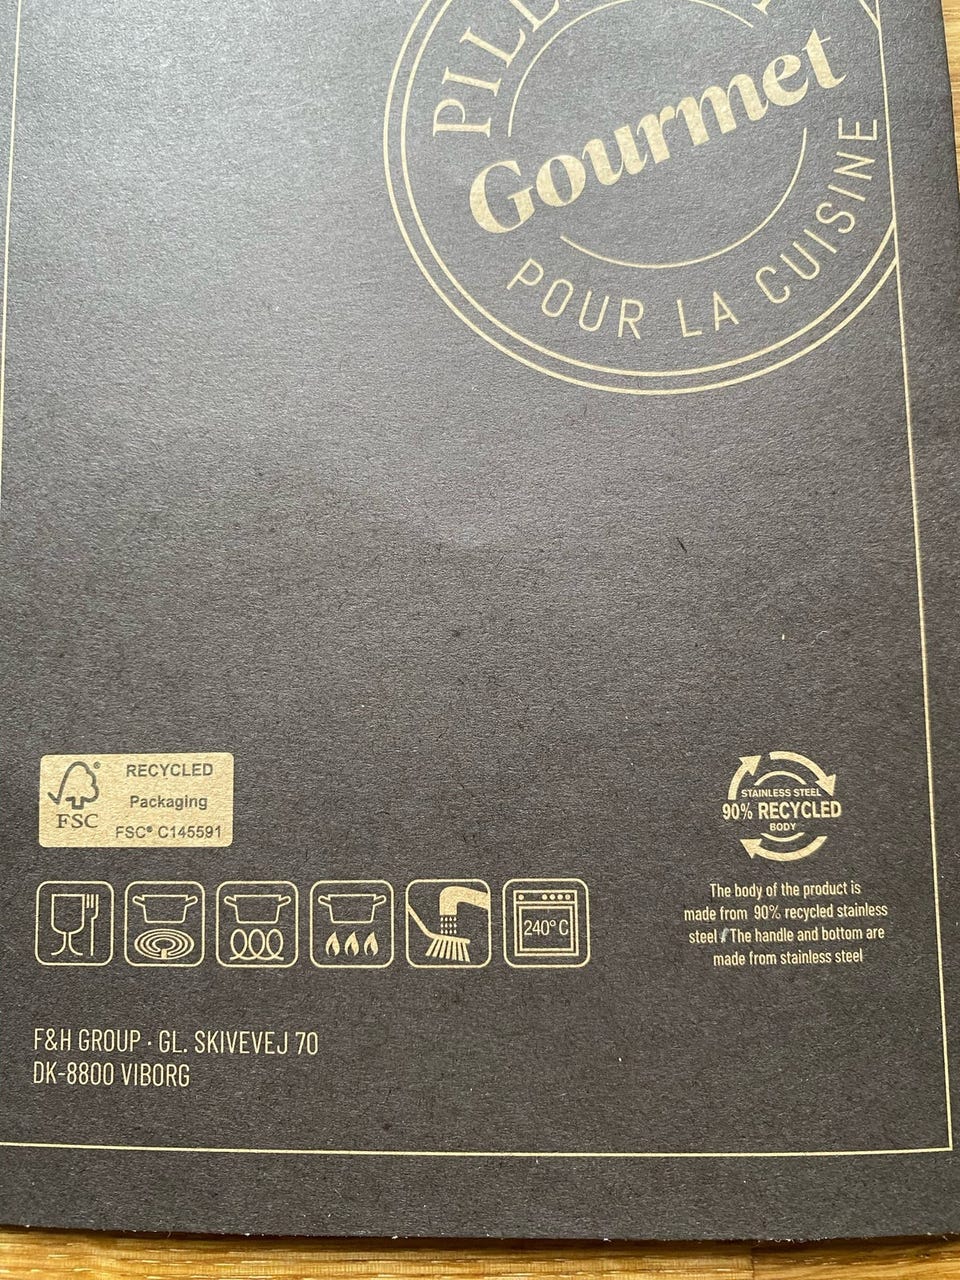 Gourmet
POUR LA CUISINE
RECYCLED
Packaging
FSC® C145591
FSC
STAINLESS STEEL
90% RECYCLED
BODY
The body of the product is
made from 90% recycled stainless
steel. The handle and bottom are
made from stainless steel
240°C
F&H GROUP · GL. SKIVEVEJ 70
DK-8800 VIBORG